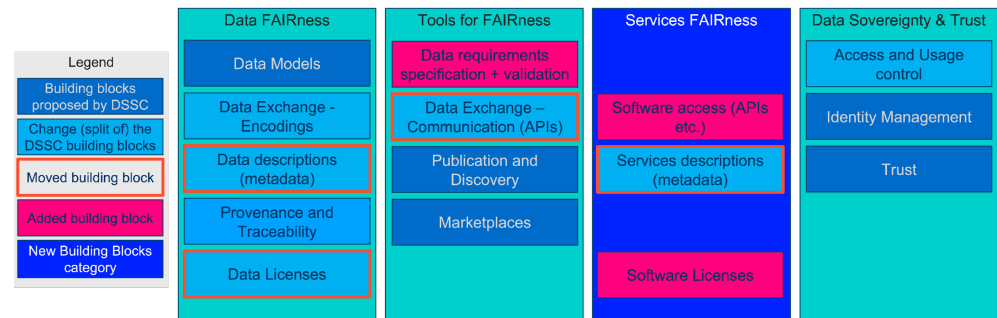 Legend
Building blocks
proposed by DSSC
Change (split of) the
DSSC building blocks
Moved building block
Added building block
New Building Blocks
category
Data FAIRness
Data Models
Data Exchange -
Encodings
Data descriptions
(metadata)
Provenance and
Traceability
Data Licenses
Tools for FAIRness
Data requirements
specification + validation
Data Exchange –
Communication (APIs)
Publication and
Discovery
Marketplaces
Services FAIRness
Software access (APIs
etc.)
Services descriptions
(metadata)
Software Licenses
Data Sovereignty & Trust
Access and Usage
control
Identity Management
Trust